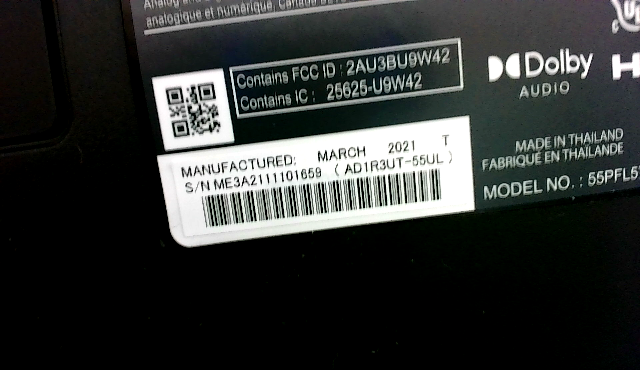 analogique et numérique, Canada
Contains FCC ID : 2AU3BU9W42
Contains IC : 25625-U9W42
Dolby
AUDIO
H
MANUFACTURED: MARCH 2021 T
S/N ME3A2111101659 ( AD1R3UT-55UL )
MADE IN THAILAND
FABRIQUÉ EN THAÏLANDE
MODEL NO. : 55PFL5